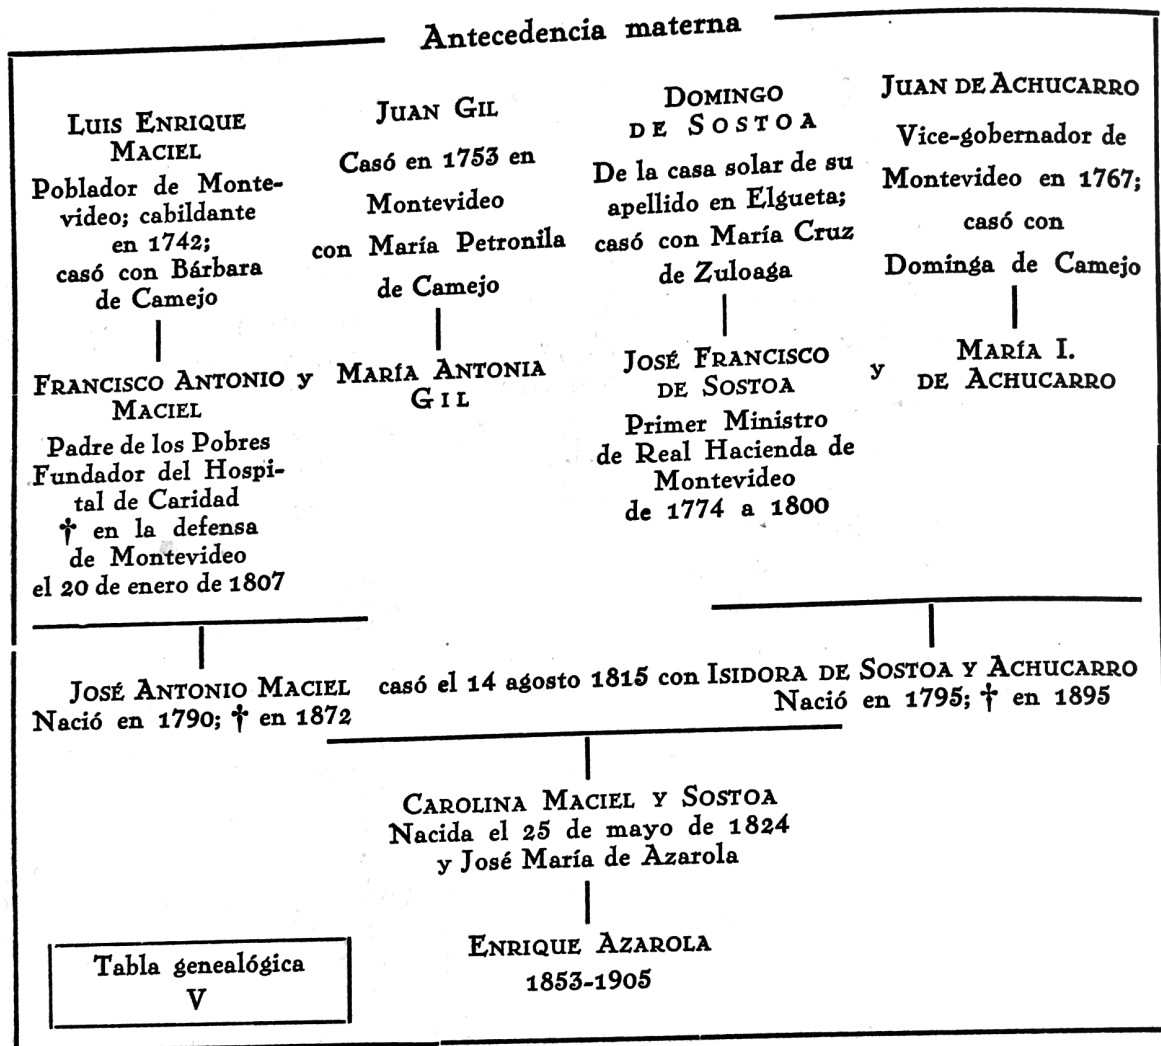 Antecedencia materna
LUIS ENRIQUE
MACIEL
Poblador de Monte-
video; cabildante
en 1742;
casó con Bárbara
de Camejo
JUAN GIL
Casó en 1753 en
Montevideo
con María Petronila
de Camejo
DOMINGO
DE SOSTOA
De la casa solar de su
apellido en Elgueta;
casó con María Cruz
de Zuloaga
JUAN DE ACHUCARRO
Vice-gobernador de
Montevideo en 1767;
casó con
Dominga de Camejo
FRANCISCO ANTONIO y
MACIEL
Padre de los Pobres
Fundador del Hospi-
tal de Caridad
† en la defensa
de Montevideo
el 20 de enero de 1807
MARÍA ANTONIA
GIL
JOSÉ FRANCISCO
DE SOSTOA
Primer Ministro
de Real Hacienda de
Montevideo
de 1774 a 1800
y
MARÍA I.
DE ACHUCARRO
JOSÉ ANTONIO MACIEL casó el 14 agosto 1815 con ISIDORA DE SOSTOA Y ACHUCARRO
Nació en 1790; † en 1872 Nació en 1795; † en 1895
CAROLINA MACIEL Y SOSTOA
Nacida el 25 de mayo de 1824
y José María de Azarola
ENRIQUE AZAROLA
1853-1905
Tabla genealógica
V